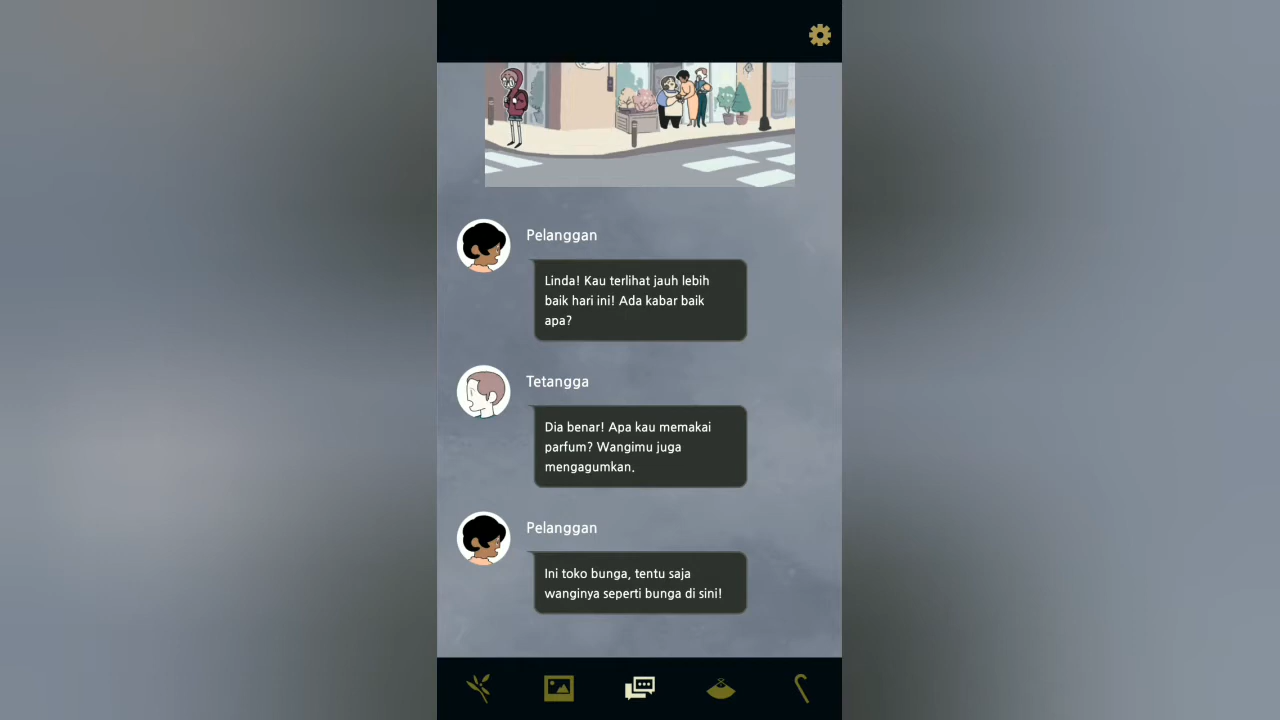 Pelanggan
Linda! Kau terlihat jauh lebih
baik hari ini! Ada kabar baik
apa?
Tetangga
Dia benar! Apa kau memakai
parfum? Wangimu juga
mengagumkan.
Pelanggan
Ini toko bunga, tentu saja
wanginya seperti bunga di sini!